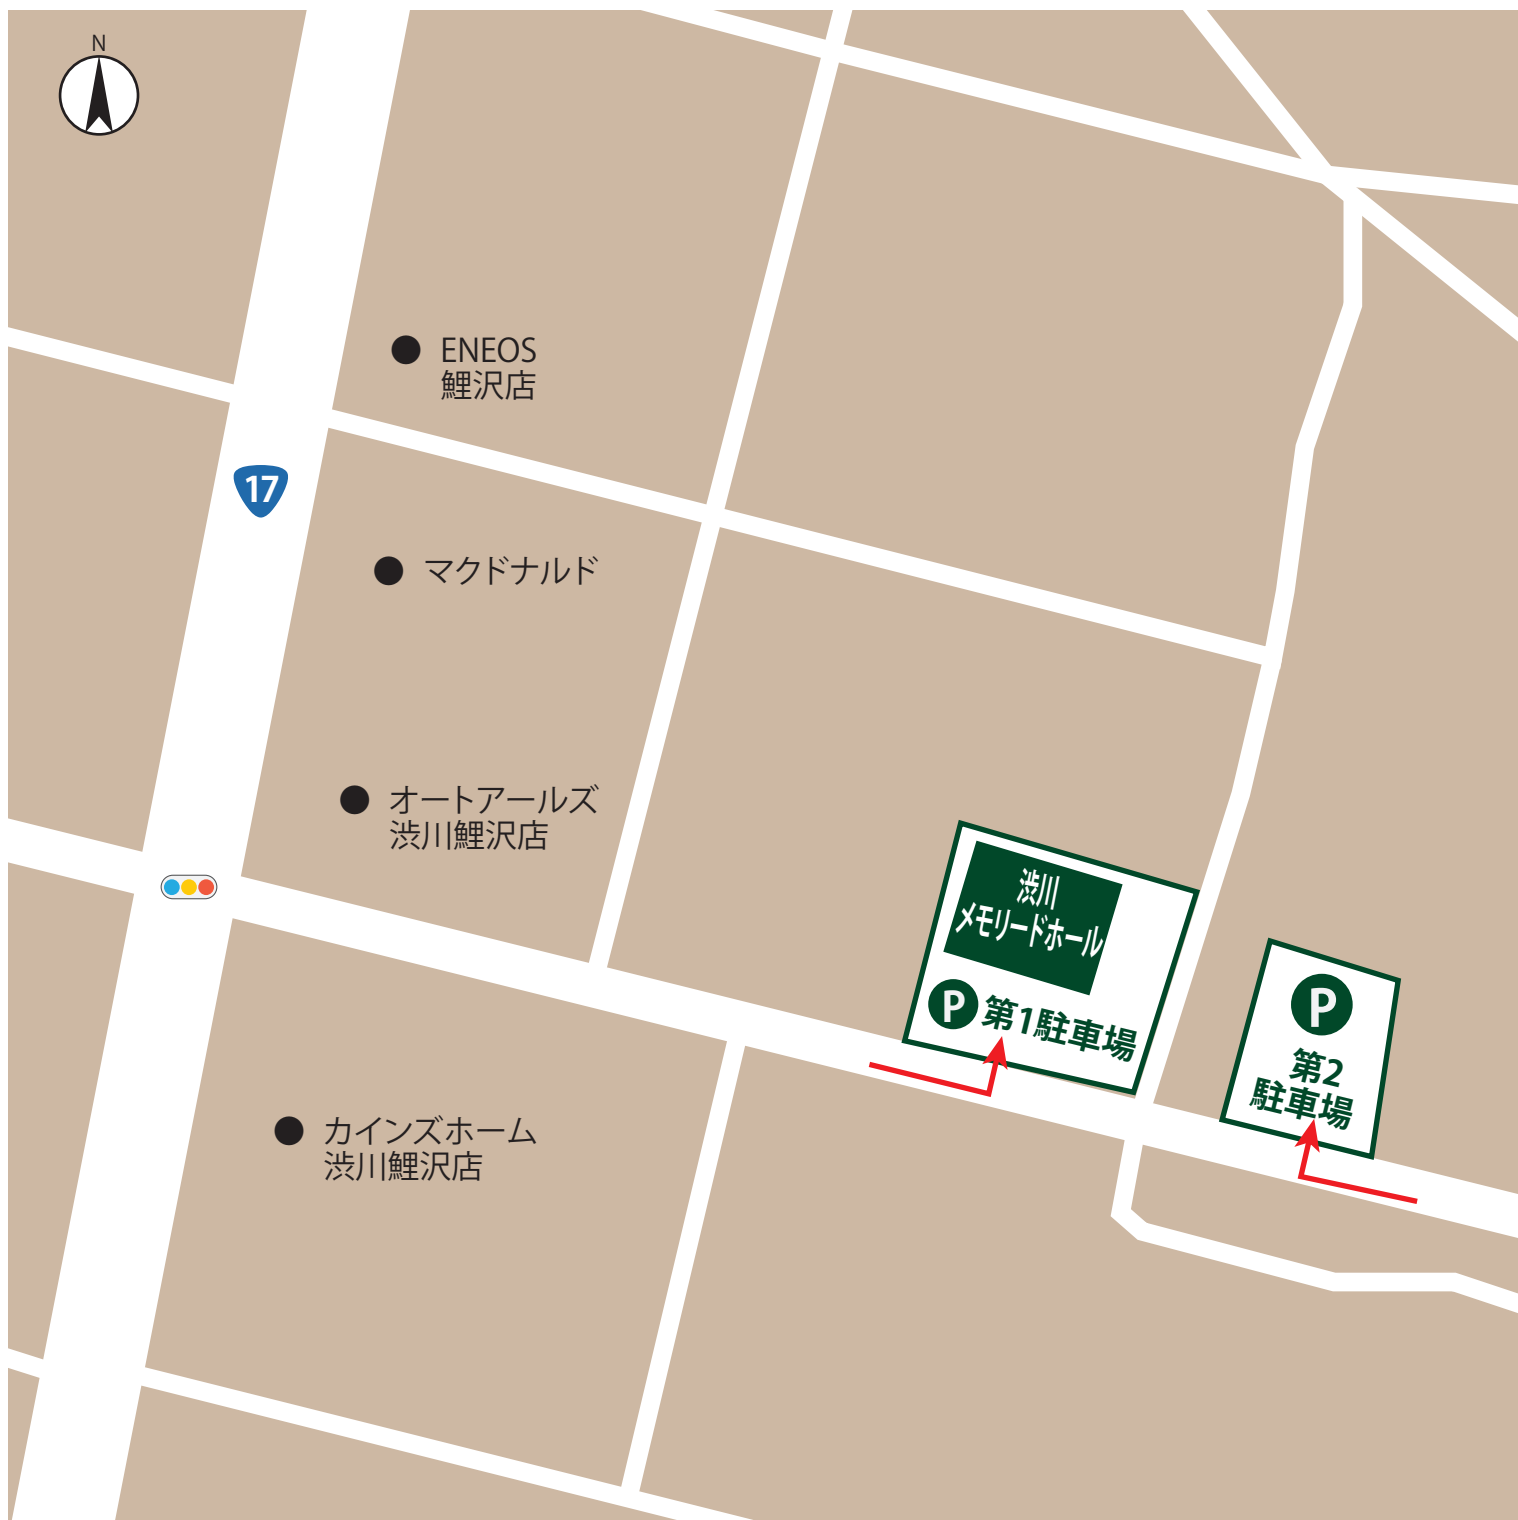 N
ENEOS
鯉沢店
17
マクドナルド
オートアールズ
渋川鯉沢店
渋川
メモリードホール
P 第1駐車場
P
第2
駐車場
カインズホーム
渋川鯉沢店